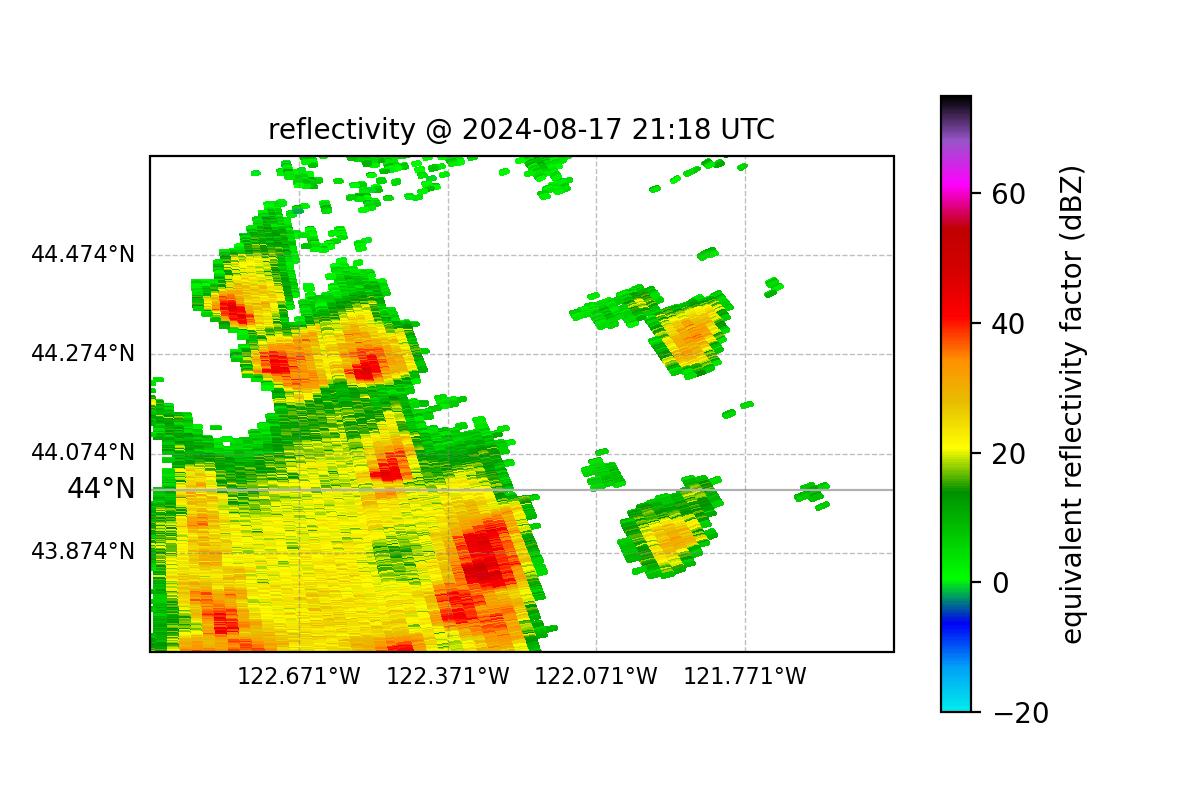 reflectivity @ 2024-08-17 21:18 UTC
44.474°N
44.274°N
44.074°N
44°N
43.874°N
122.671°W 122.371°W 122.071°W 121.771°W
60
40
20
0
−20
equivalent reflectivity factor (dBZ)